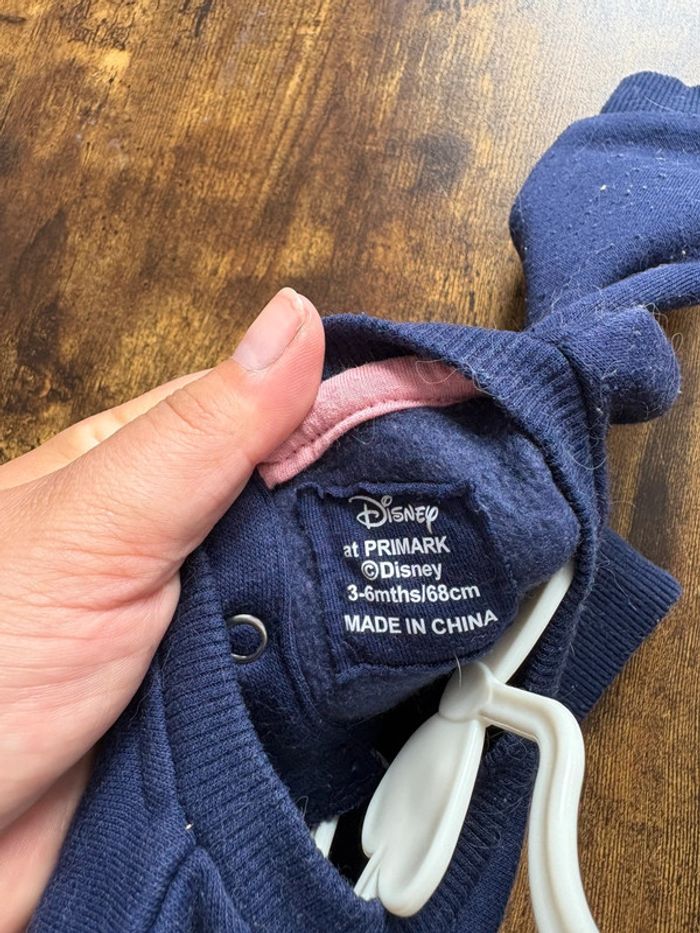 Disney
at PRIMARK
©Disney
3-6mths/68cm
MADE IN CHINA